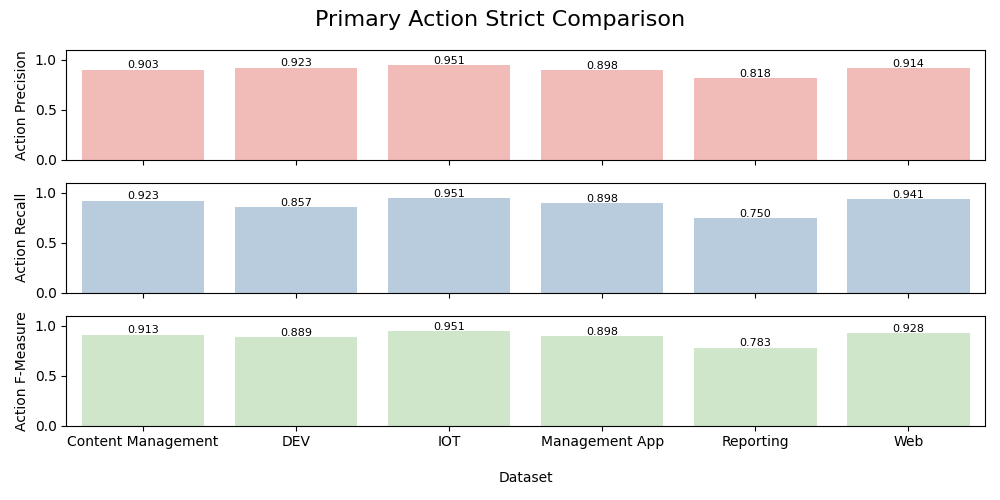 Primary Action Strict Comparison
Action Precision
1.0
0.5
0.0
0.903 0.923 0.951 0.898 0.818 0.914
Action Recall
1.0
0.5
0.0
0.923 0.857 0.951 0.898 0.750 0.941
Action F-Measure
1.0
0.5
0.0
0.913 0.889 0.951 0.898 0.783 0.928
Content Management DEV IOT Management App Reporting Web
Dataset